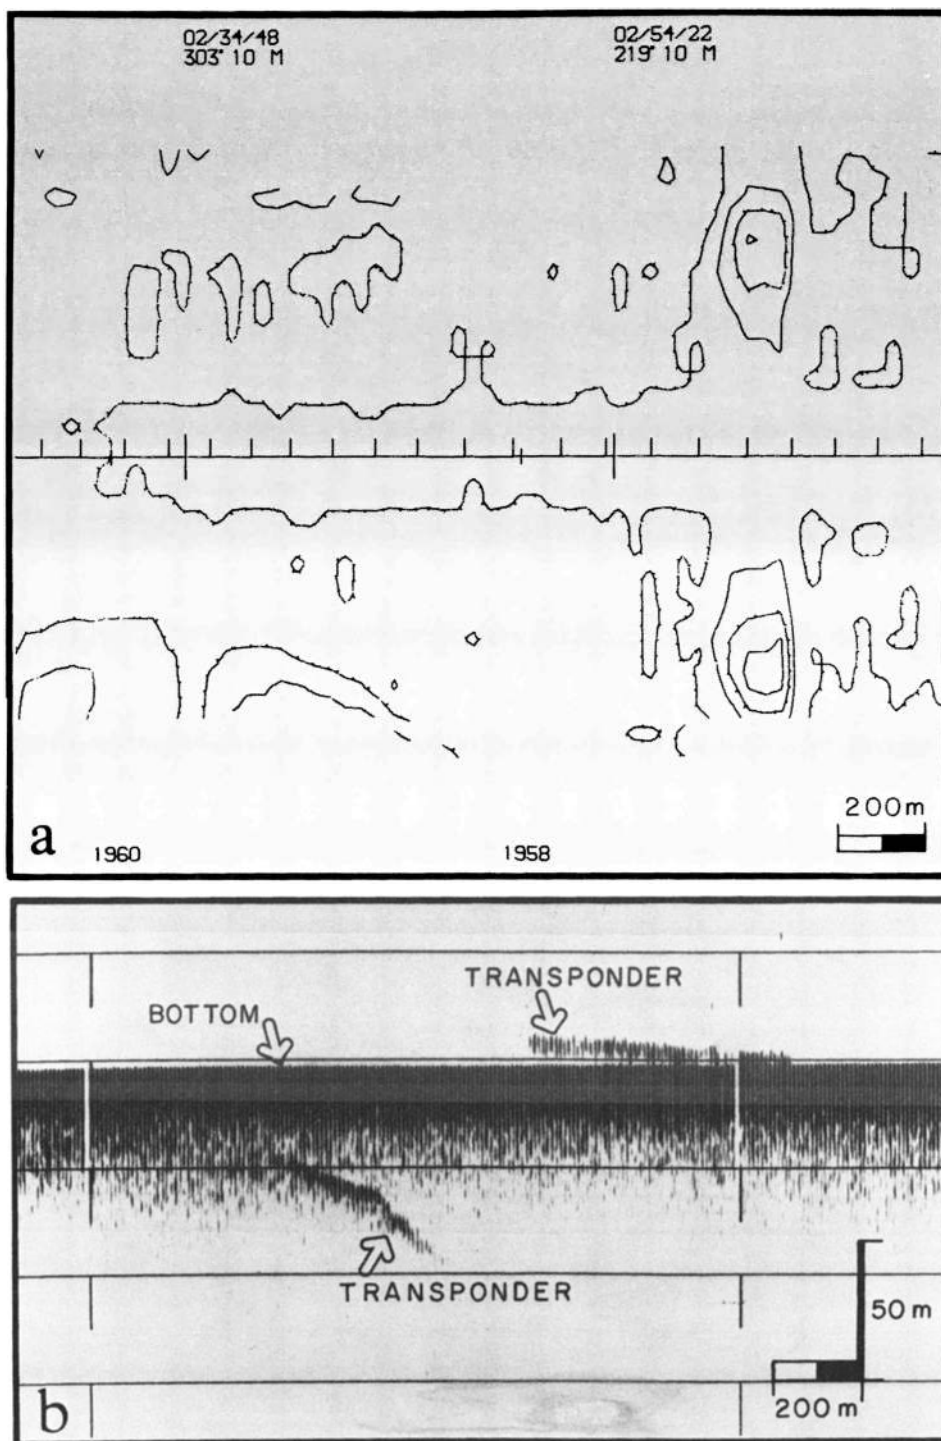 02/34/48
303° 10 M
02/54/22
219° 10 M
200m
a
1960
1958
TRANSPONDER
BOTTOM
TRANSPONDER
50 m
200 m
b